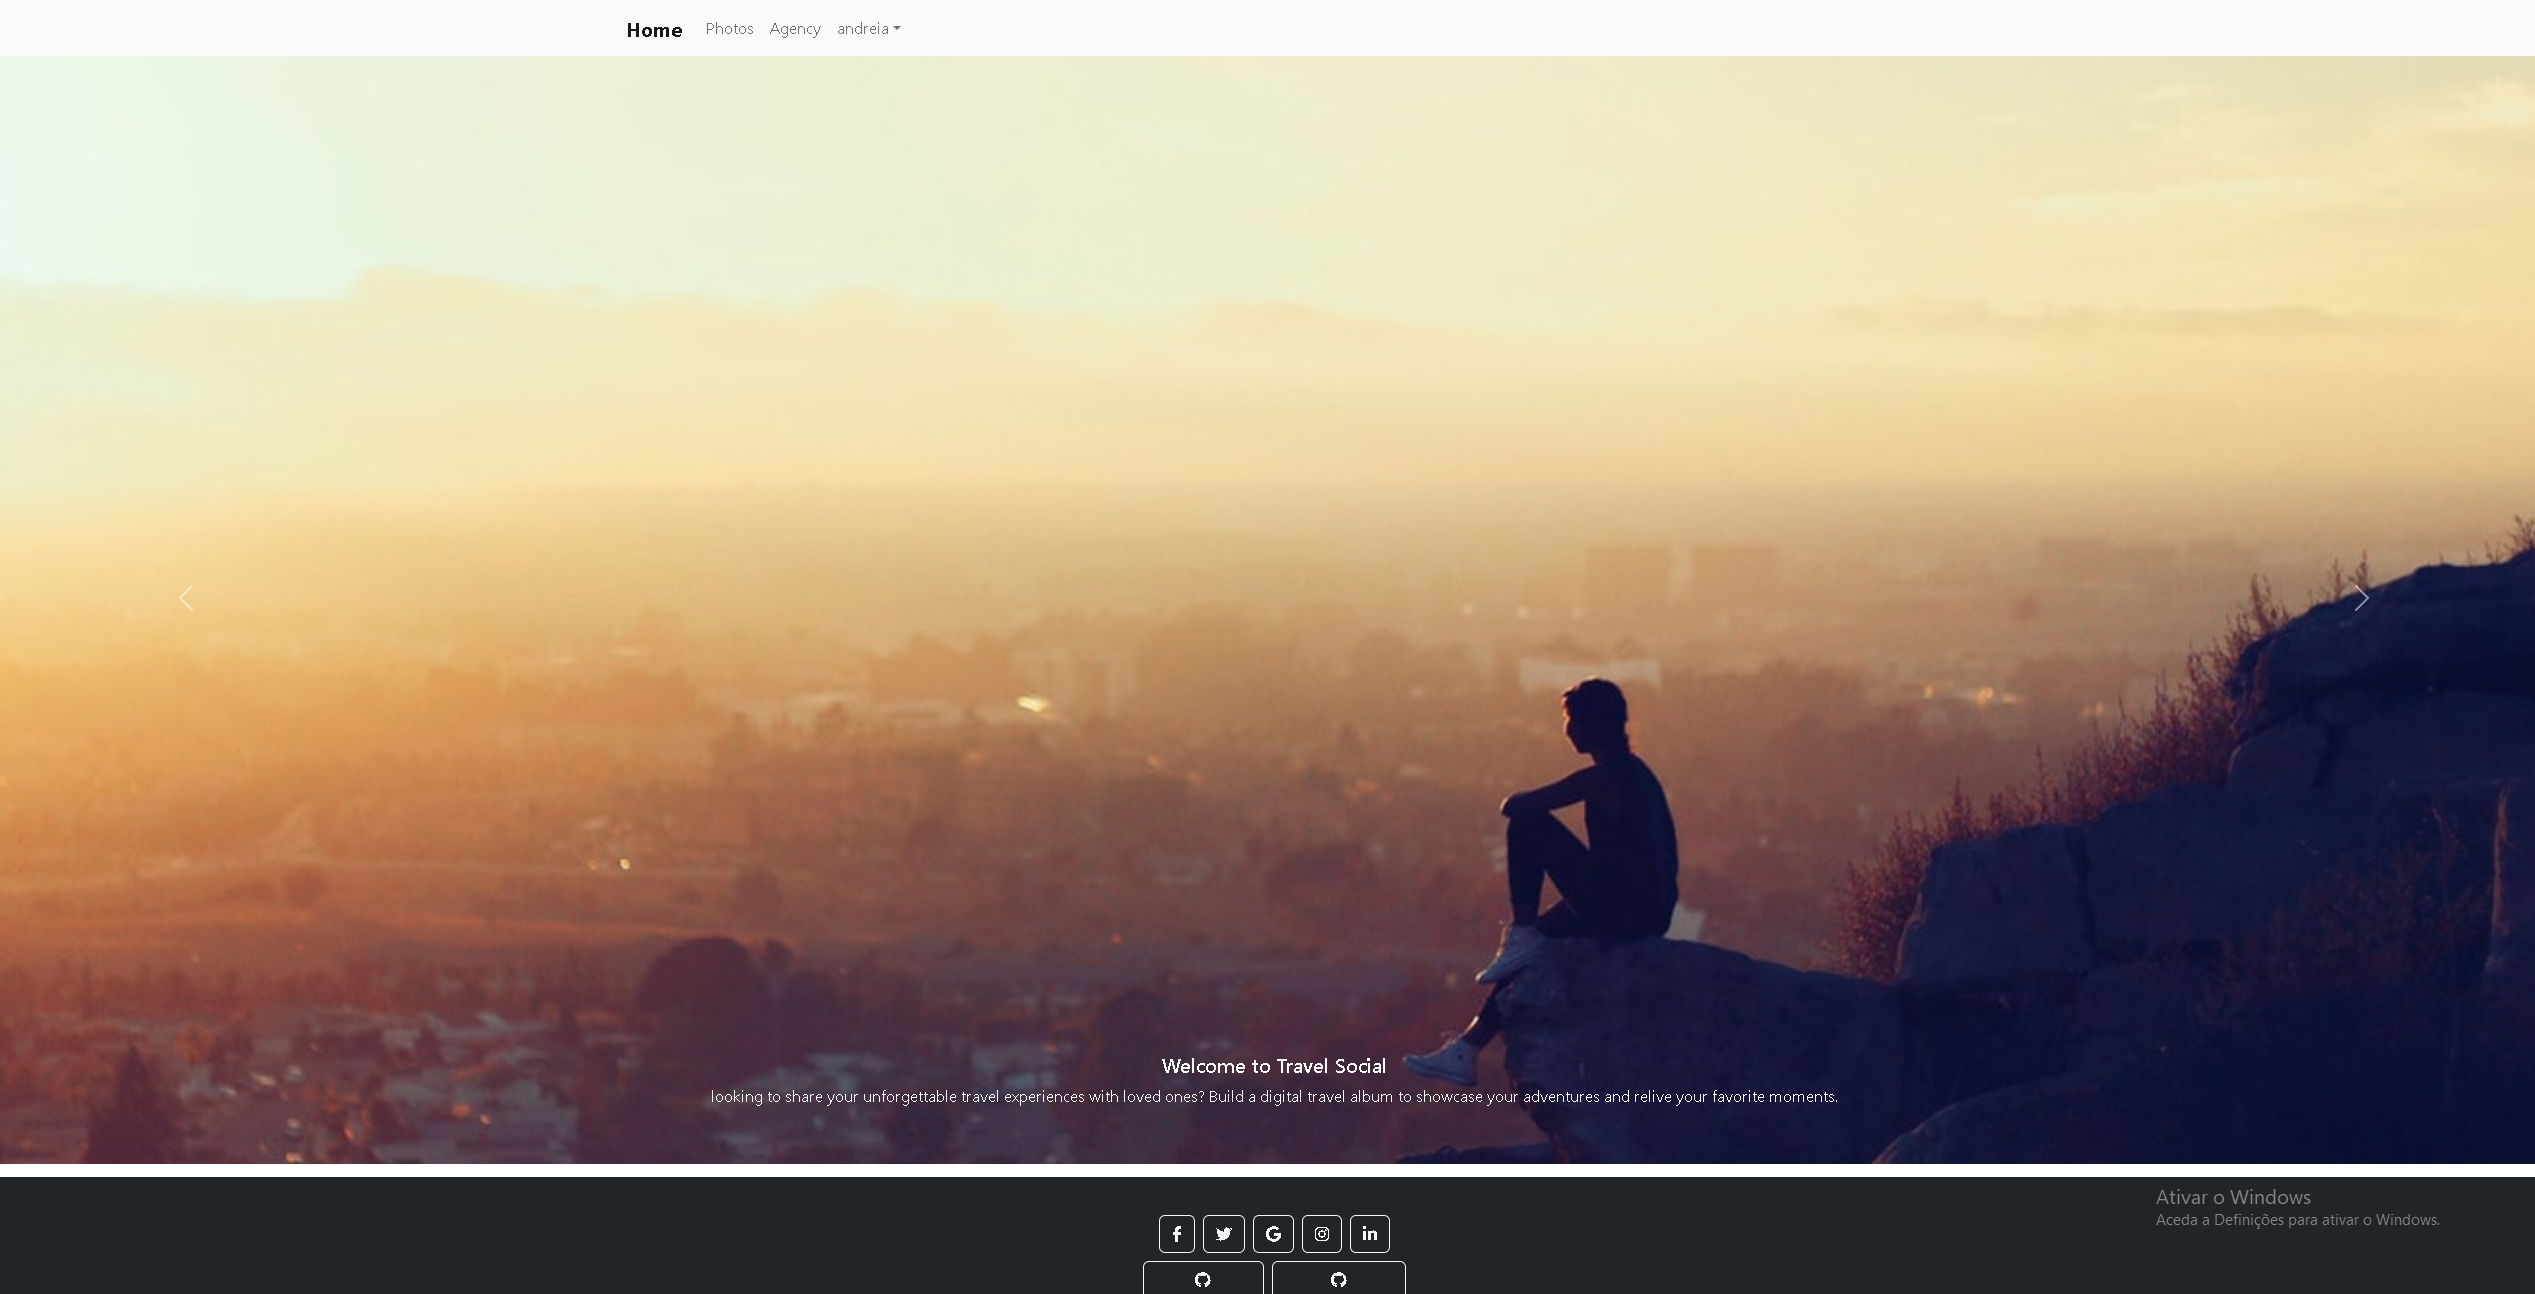 Home Photos Agency andreia
Welcome to Travel Social
looking to share your unforgettable travel experiences with loved ones? Build a digital travel album to showcase your adventures and relive your favorite moments.
Ativar o Windows
Aceda a Definições para ativar o Windows.